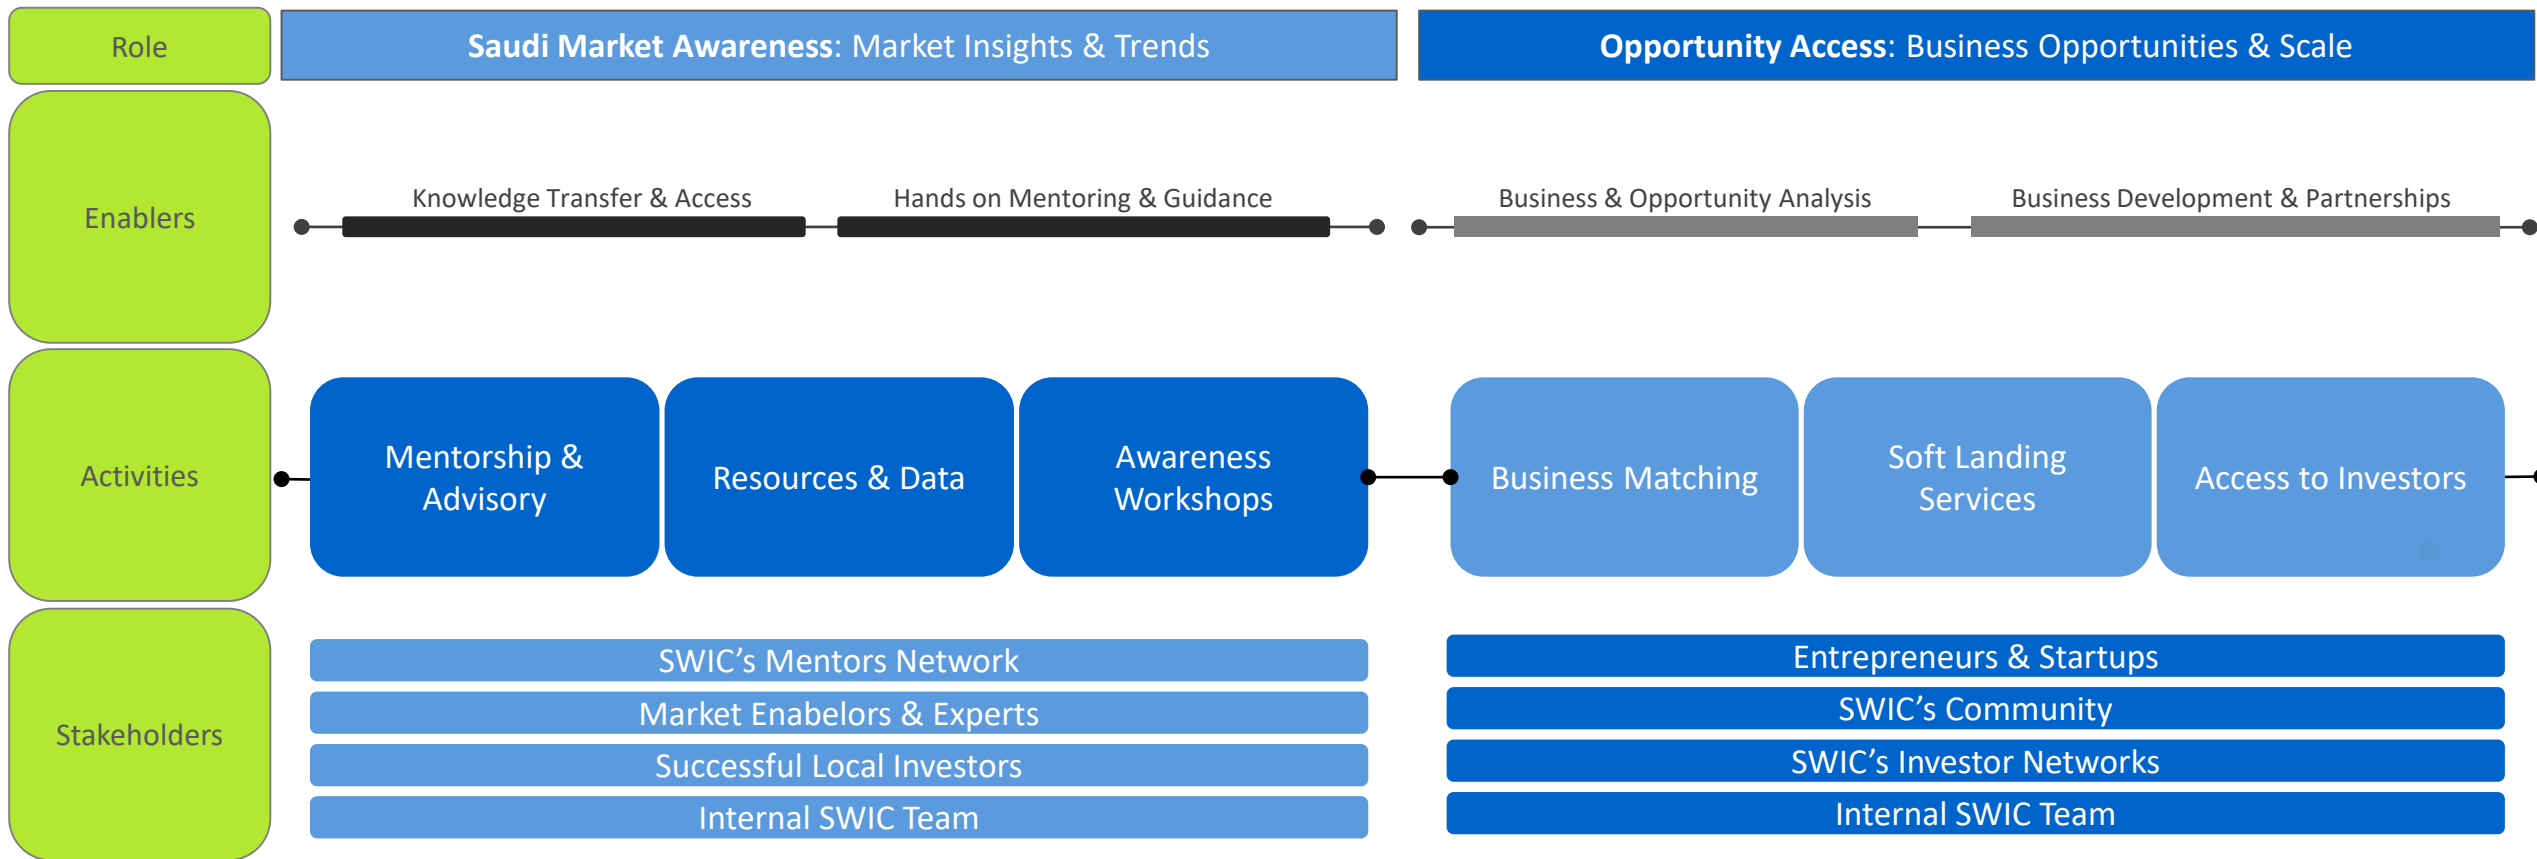 Role
Saudi Market Awareness: Market Insights & Trends
Opportunity Access: Business Opportunities & Scale
Enablers
Knowledge Transfer & Access
Hands on Mentoring & Guidance
Business & Opportunity Analysis
Business Development & Partnerships
Activities
Mentorship &
Advisory
Resources & Data
Awareness
Workshops
Business Matching
Soft Landing
Services
Access to Investors
Stakeholders
SWIC’s Mentors Network
Market Enabelors & Experts
Successful Local Investors
Internal SWIC Team
Entrepreneurs & Startups
SWIC’s Community
SWIC’s Investor Networks
Internal SWIC Team